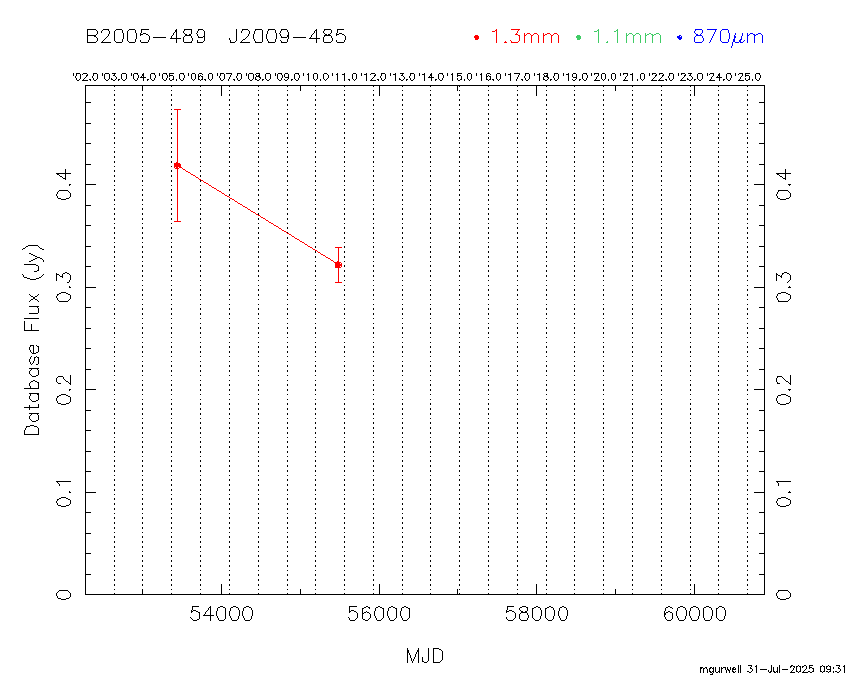 B2005-489 J2009-485 • 1.3mm • 1.1mm • 870μm
'02.0 '03.0 '04.0 '05.0 '06.0 '07.0 '08.0 '09.0 '10.0 '11.0 '12.0 '13.0 '14.0 '15.0 '16.0 '17.0 '18.0 '19.0 '20.0 '21.0 '22.0 '23.0 '24.0 '25.0
Database Flux (Jy)
0.4 0.4
0.3 0.3
0.2 0.2
0.1 0.1
0 0
54000 56000 58000 60000
MJD
mgurwell 31-Jul-2025 09:31